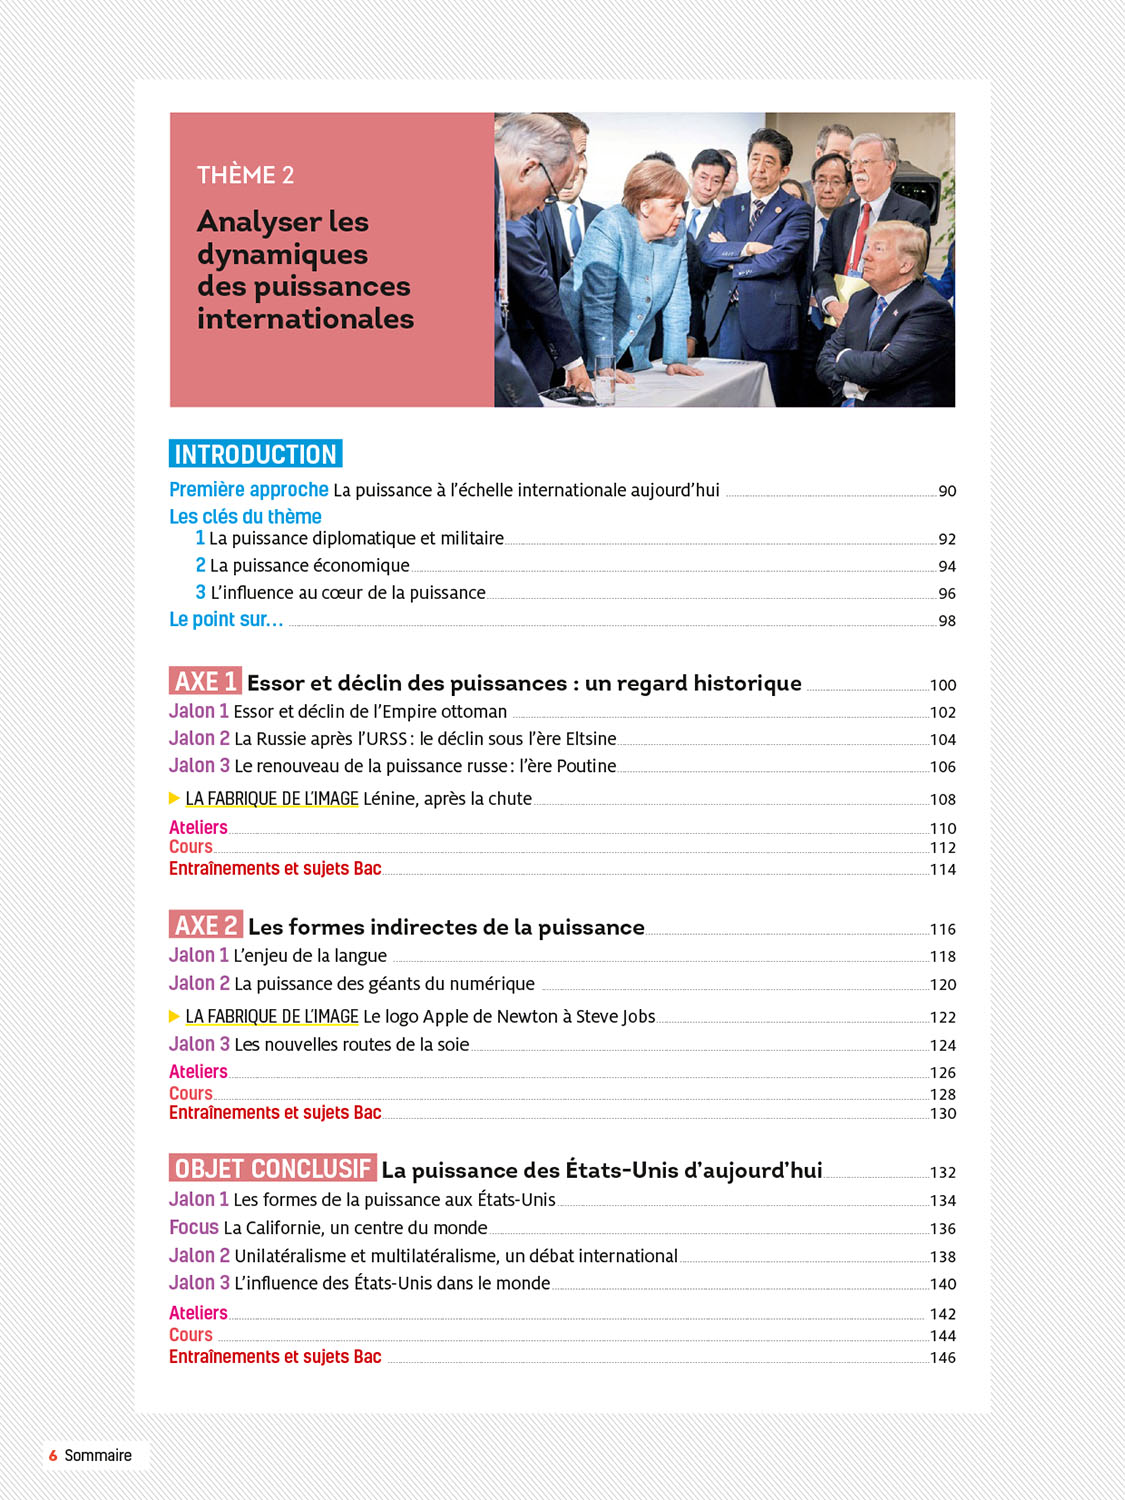 THÈME 2
Analyser les
dynamiques
des puissances
internationales
INTRODUCTION
Première approche La puissance à l'échelle internationale aujourd'hui 90
Les clés du thème
1 La puissance diplomatique et militaire 92
2 La puissance économique 94
3 L'influence au cœur de la puissance 96
Le point sur... 98
AXE 1 Essor et déclin des puissances : un regard historique 100
Jalon 1 Essor et déclin de l'Empire ottoman 102
Jalon 2 La Russie après l'URSS : le déclin sous l'ère Eltsine 104
Jalon 3 Le renouveau de la puissance russe : l'ère Poutine 106
LA FABRIQUE DE L'IMAGE Lénine, après la chute 108
Ateliers 110
Cours 112
Entraînements et sujets Bac 114
AXE 2 Les formes indirectes de la puissance 116
Jalon 1 L'enjeu de la langue 118
Jalon 2 La puissance des géants du numérique 120
LA FABRIQUE DE L'IMAGE Le logo Apple de Newton à Steve Jobs 122
Jalon 3 Les nouvelles routes de la soie 124
Ateliers 126
Cours 128
Entraînements et sujets Bac 130
OBJET CONCLUSIF La puissance des États-Unis d'aujourd'hui 132
Jalon 1 Les formes de la puissance aux États-Unis 134
Focus La Californie, un centre du monde 136
Jalon 2 Unilatéralisme et multilatéralisme, un débat international 138
Jalon 3 L'influence des États-Unis dans le monde 140
Ateliers 142
Cours 144
Entraînements et sujets Bac 146
6 Sommaire